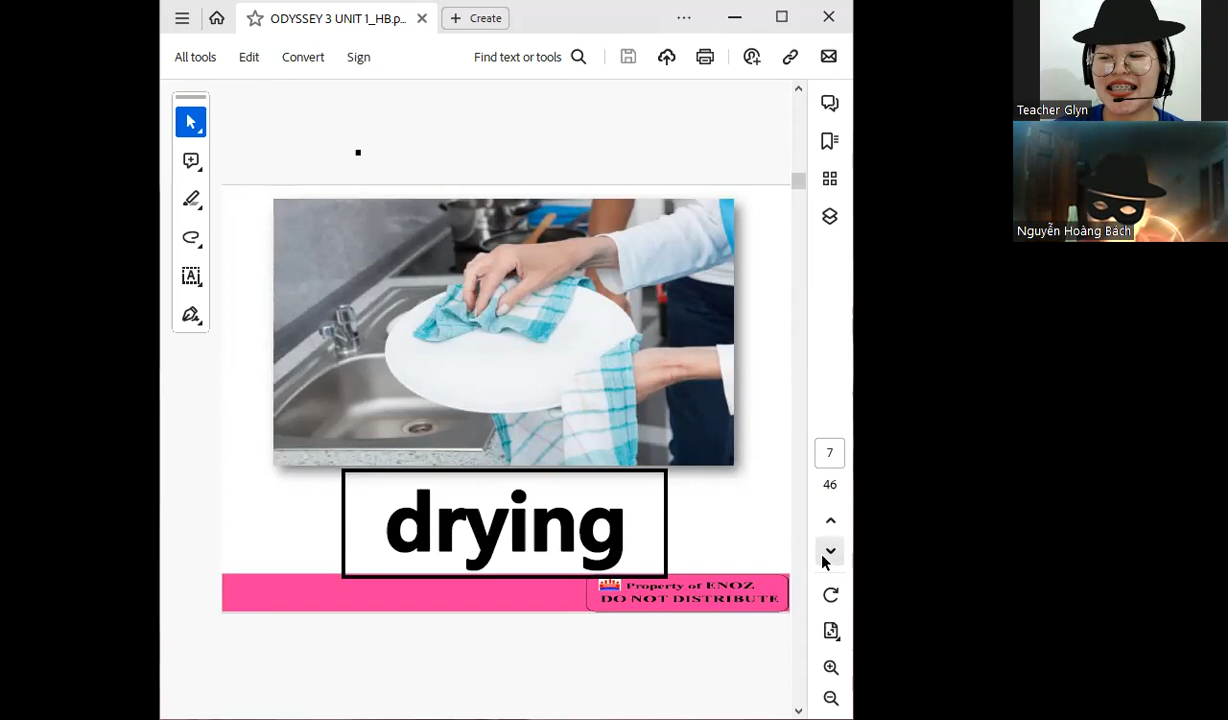 ODYSSEY 3 UNIT 1_HB.p...
Create
All tools
Edit
Convert
Sign
Find text or tools
Teacher Glyn
Nguyễn Hoàng Bách
drying
Property of ENOZ
DO NOT DISTRIBUTE
7
46